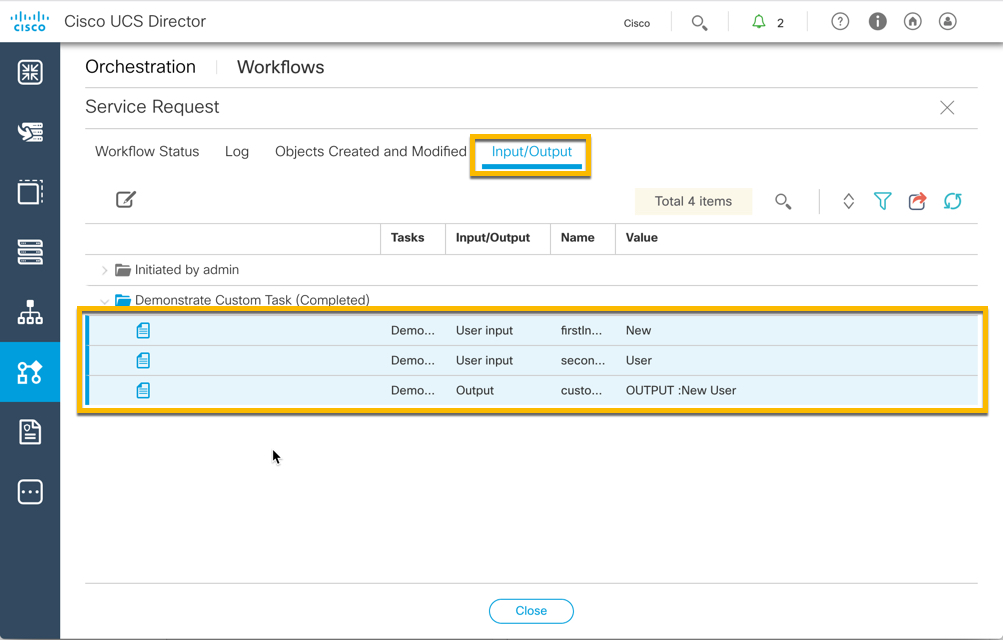 CISCO Cisco UCS Director Cisco 2
Orchestration Workflows
Service Request
Workflow Status Log Objects Created and Modified Input/Output
Total 4 items
Tasks Input/Output Name Value
Initiated by admin
Demonstrate Custom Task (Completed)
Demo... User input firstIn... New
Demo... User input secon... User
Demo... Output custo... OUTPUT :New User
Close